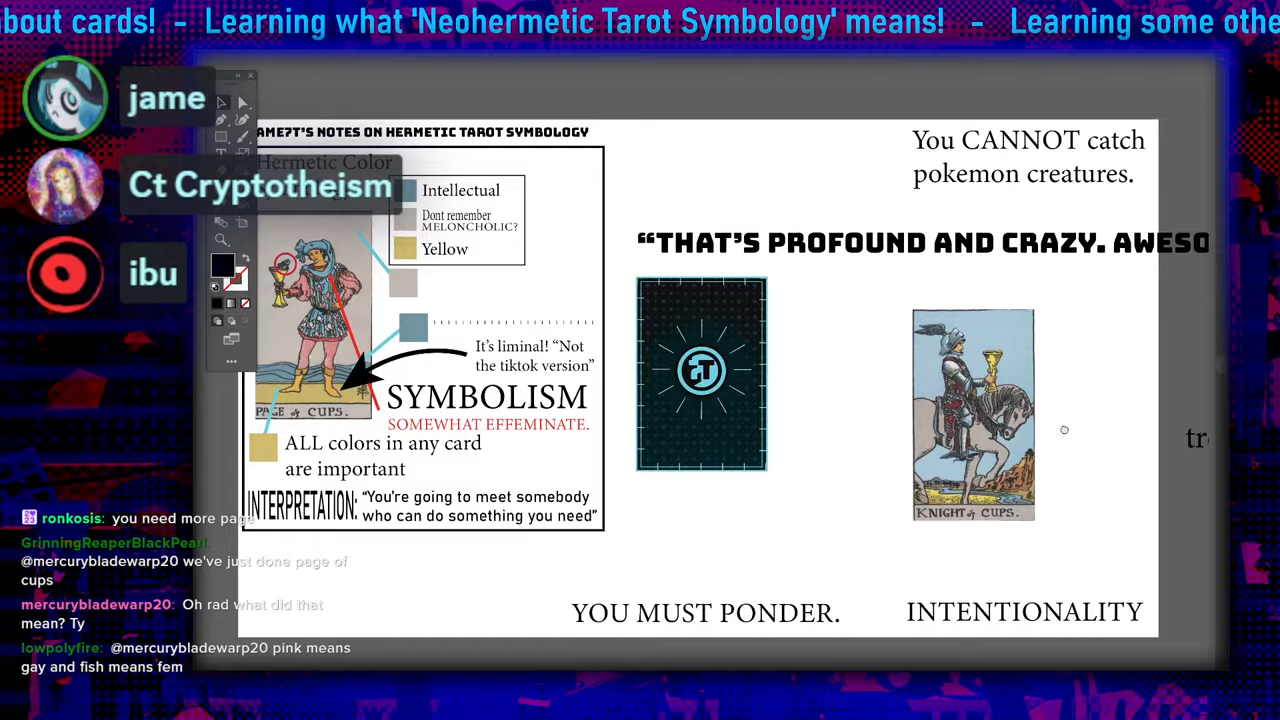 bout cards! - Learning what 'Neohermetic Tarot Symbology' means! - Learning some othe
jame
Ct Cryptotheism
ibu
AME7T'S NOTES ON HERMETIC TAROT SYMBOLOGY
Hermetic Color
Intellectual
Dont remember
MELONCHOLIC?
Yellow
It's liminal! "Not
the tiktok version"
SYMBOLISM
SOMEWHAT EFFEMINATE.
PAGE of CUPS.
ALL colors in any card
are important
INTERPRETATION:
"You're going to meet somebody
who can do something you need"
You CANNOT catch
pokemon creatures.
"THAT'S PROFOUND AND CRAZY. AWESO
7T
KNIGHT of CUPS.
tr
YOU MUST PONDER.
INTENTIONALITY
ronkosis: you need more page
GrinningReaperBlackPearl:
@mercurybladewarp20 we've just done page of
cups
mercurybladewarp20: Oh rad what did that
mean? Ty
lowpolyfire: @mercurybladewarp20 pink means
gay and fish means fem